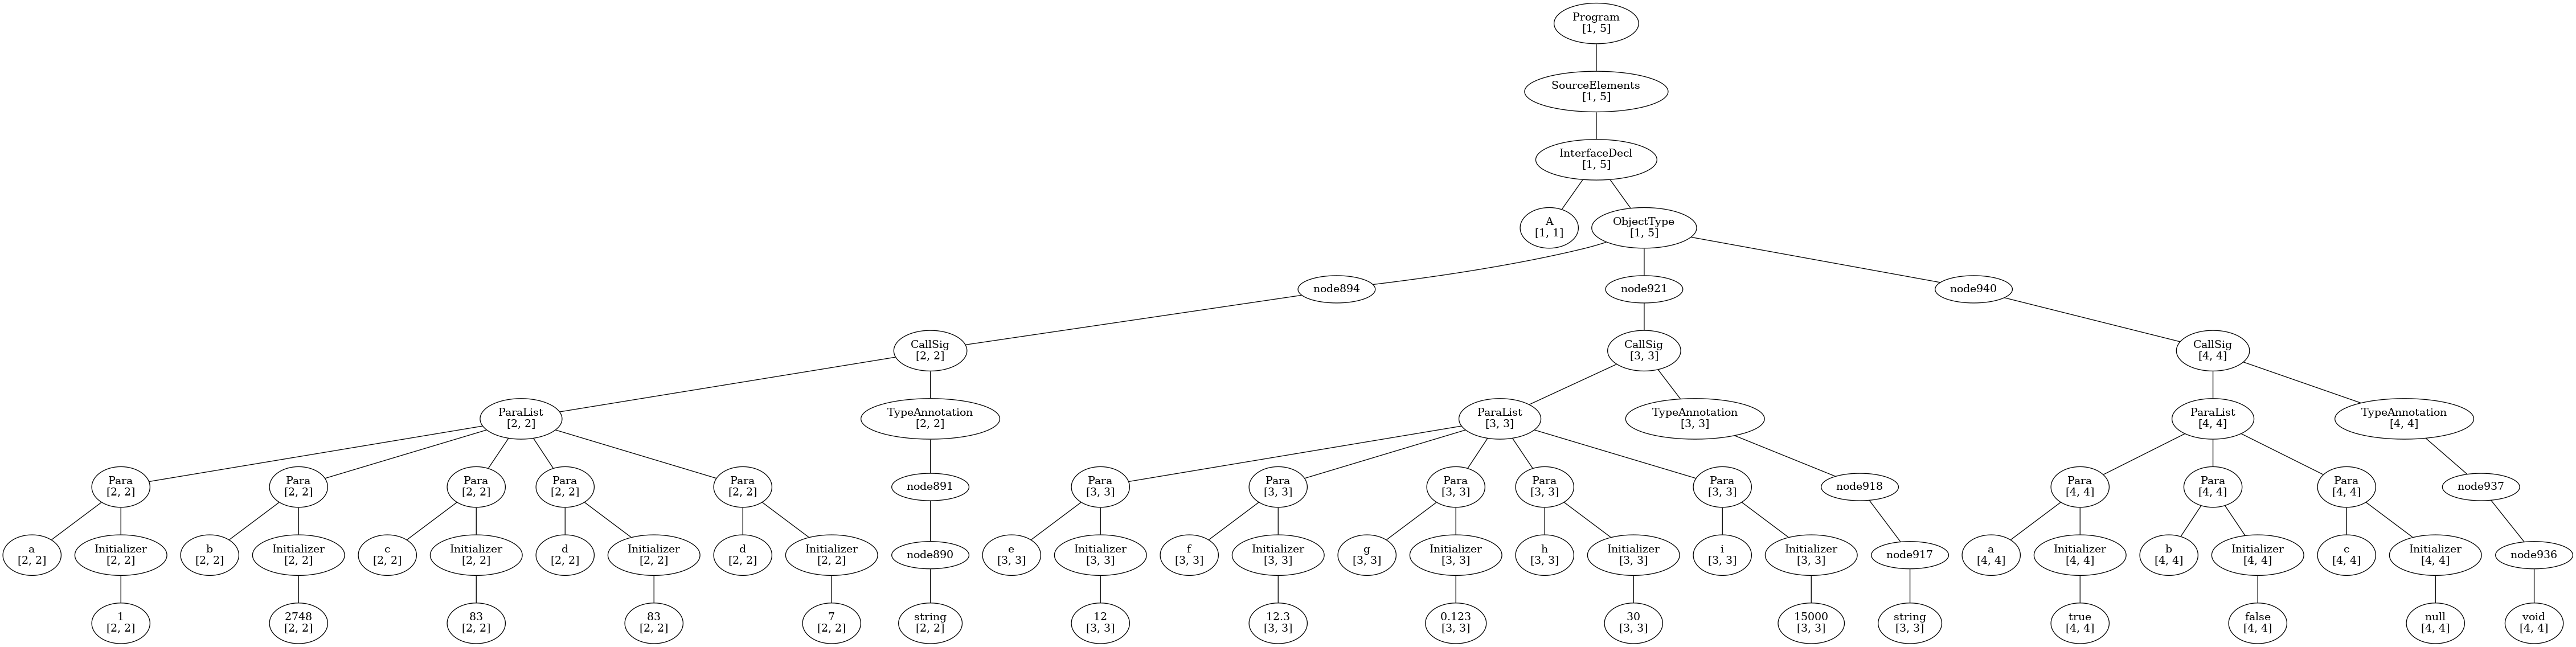 Program
[1, 5]
SourceElements
[1, 5]
InterfaceDecl
[1, 5]
A
[1, 1]
ObjectType
[1, 5]
node894
node921
node940
CallSig
[2, 2]
CallSig
[3, 3]
CallSig
[4, 4]
ParaList
[2, 2]
TypeAnnotation
[2, 2]
ParaList
[3, 3]
TypeAnnotation
[3, 3]
ParaList
[4, 4]
TypeAnnotation
[4, 4]
Para
[2, 2]
Para
[2, 2]
Para
[2, 2]
Para
[2, 2]
Para
[2, 2]
node891
Para
[3, 3]
Para
[3, 3]
Para
[3, 3]
Para
[3, 3]
Para
[3, 3]
node918
Para
[4, 4]
Para
[4, 4]
Para
[4, 4]
node937
a
[2, 2]
Initializer
[2, 2]
b
[2, 2]
Initializer
[2, 2]
c
[2, 2]
Initializer
[2, 2]
d
[2, 2]
Initializer
[2, 2]
d
[2, 2]
Initializer
[2, 2]
node890
e
[3, 3]
Initializer
[3, 3]
f
[3, 3]
Initializer
[3, 3]
g
[3, 3]
Initializer
[3, 3]
h
[3, 3]
Initializer
[3, 3]
i
[3, 3]
Initializer
[3, 3]
node917
a
[4, 4]
Initializer
[4, 4]
b
[4, 4]
Initializer
[4, 4]
c
[4, 4]
Initializer
[4, 4]
node936
1
[2, 2]
2748
[2, 2]
83
[2, 2]
83
[2, 2]
7
[2, 2]
string
[2, 2]
12
[3, 3]
12.3
[3, 3]
0.123
[3, 3]
30
[3, 3]
15000
[3, 3]
string
[3, 3]
true
[4, 4]
false
[4, 4]
null
[4, 4]
void
[4, 4]